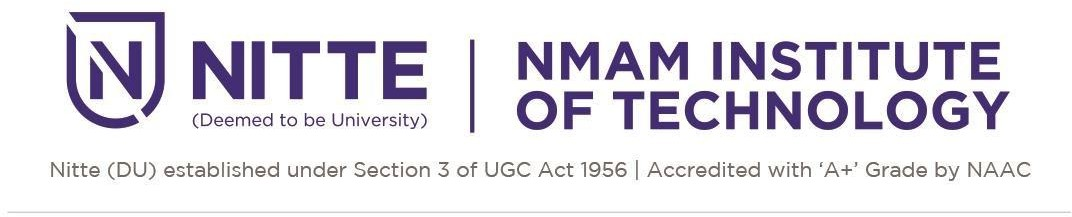 N NITTE
(Deemed to be University)
NMAM INSTITUTE
OF TECHNOLOGY
Nitte (DU) established under Section 3 of UGC Act 1956 | Accredited with ‘A+’ Grade by NAAC